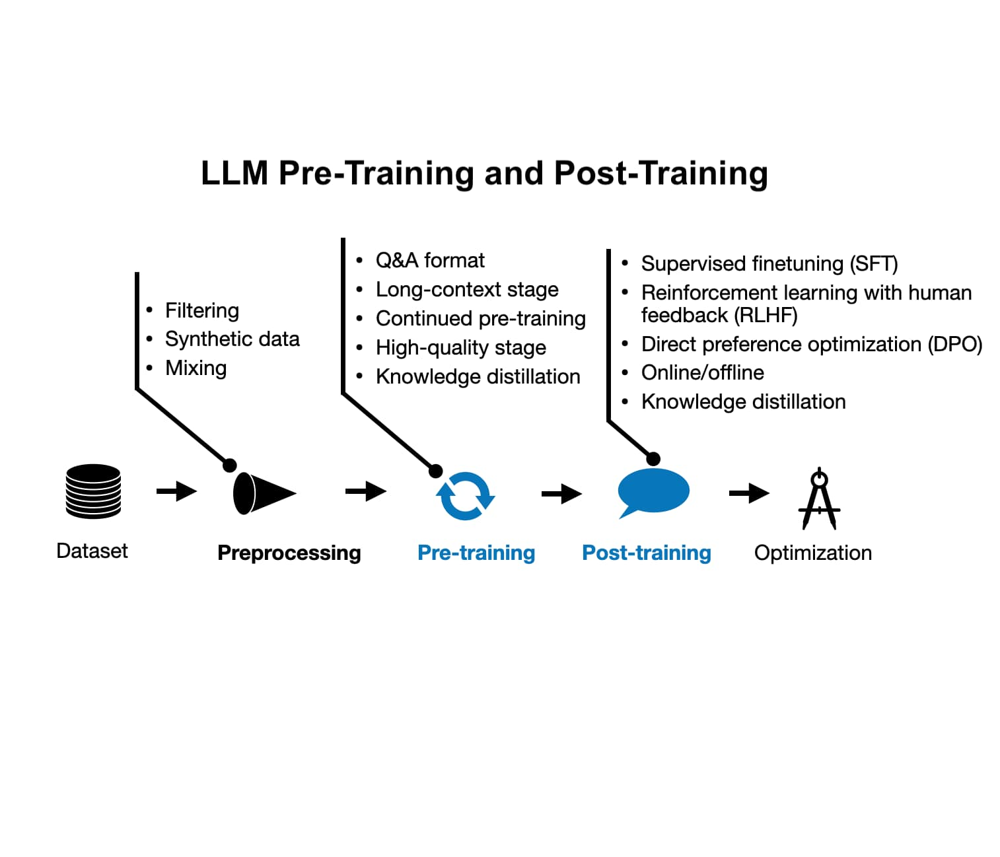 LLM Pre-Training and Post-Training
• Filtering
• Synthetic data
• Mixing
• Q&A format
• Long-context stage
• Continued pre-training
• High-quality stage
• Knowledge distillation
• Supervised finetuning (SFT)
• Reinforcement learning with human
feedback (RLHF)
• Direct preference optimization (DPO)
• Online/offline
• Knowledge distillation
Dataset
Preprocessing
Pre-training
Post-training
Optimization